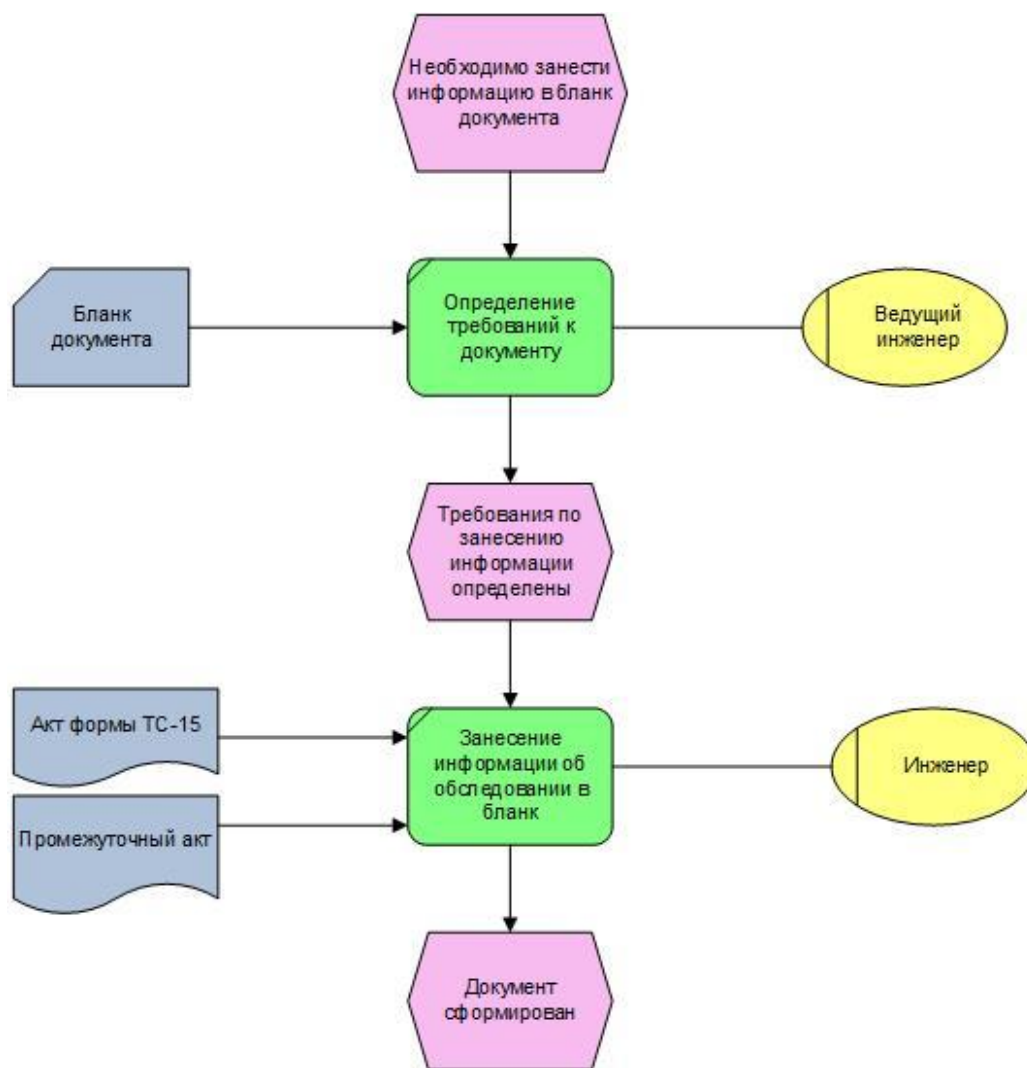 Необходимо занести
информацию в бланк
документа
Бланк
документа
Определение
требований к
документу
Ведущий
инженер
Требования по
занесению
информации
определены
Акт формы ТС-15
Промежуточный акт
Занесение
информации об
обследовании в
бланк
Инженер
Документ
сформирован